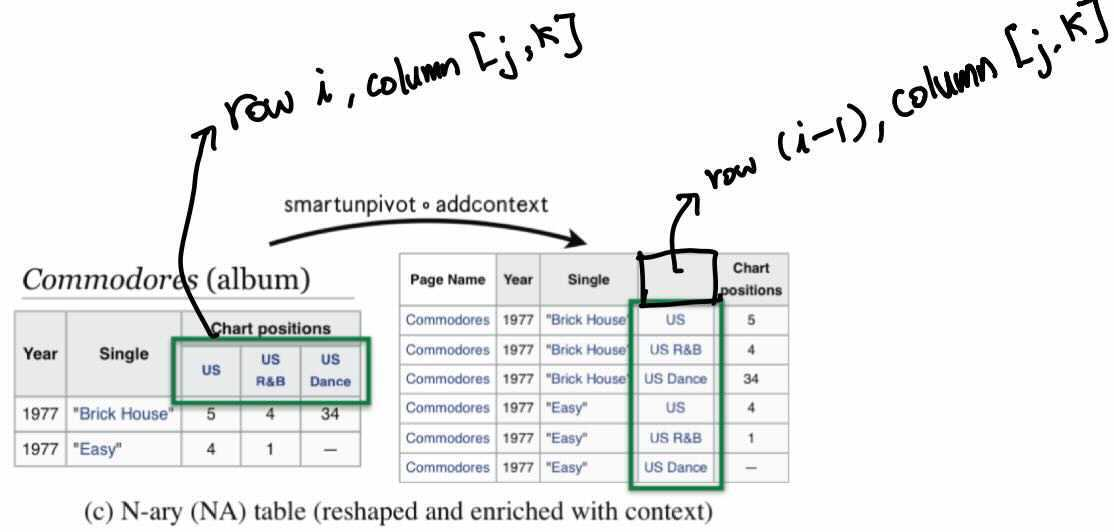 row i, column [j,k]
row (i-1), column [j.k]
smartunpivot ∘ addcontext
Commodores (album)
Year Single Chart positions
US US R&B US Dance
1977 "Brick House" 5 4 34
1977 "Easy" 4 1 —
Page Name Year Single Chart positions
Commodores 1977 "Brick House" US 5
Commodores 1977 "Brick House" US R&B 4
Commodores 1977 "Brick House" US Dance 34
Commodores 1977 "Easy" US 4
Commodores 1977 "Easy" US R&B 1
Commodores 1977 "Easy" US Dance —
(c) N-ary (NA) table (reshaped and enriched with context)